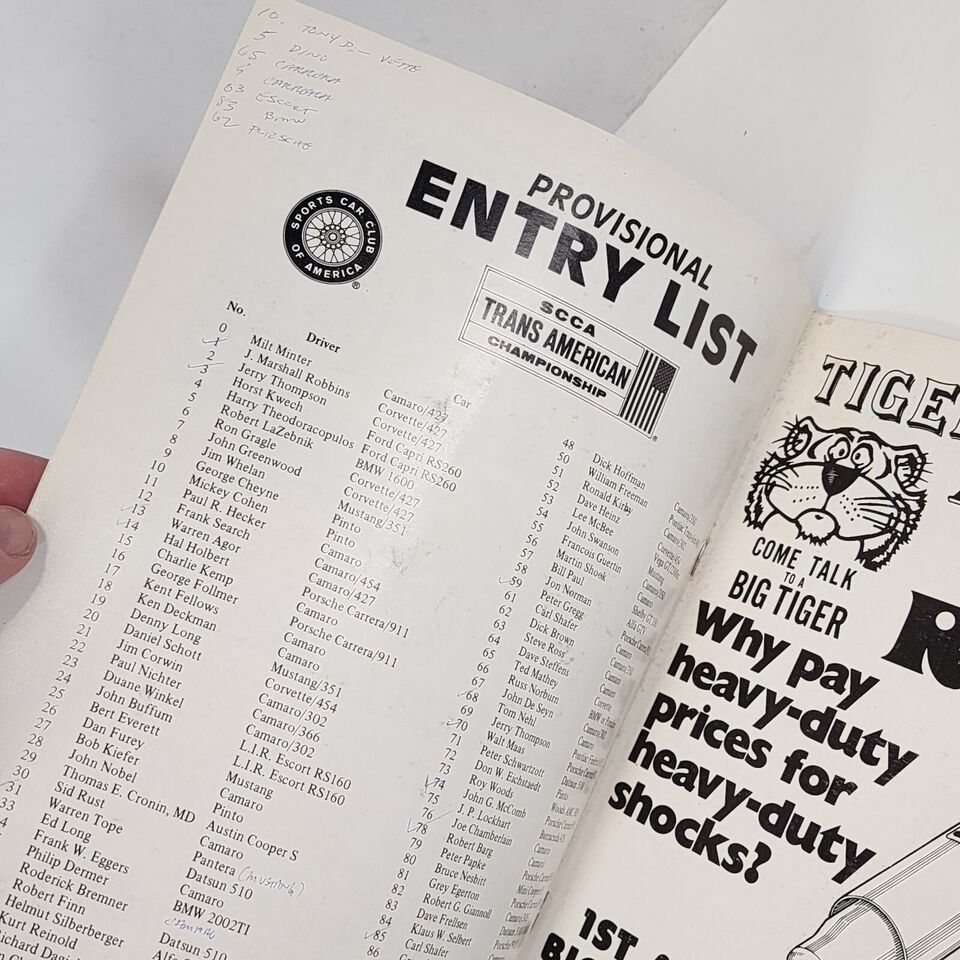 10. TONY D - VETTE
5 DINO
65 CAMARO
9 CAMARO
63 ESCORT
83 BMW
62 PORSCHE
SPORTS CAR CLUB OF AMERICA
®
PROVISIONAL
ENTRY LIST
SCCA
TRANS AMERICAN
CHAMPIONSHIP
®
No. Driver Car
0 Milt Minter Camaro/427
1 J. Marshall Robbins Corvette/427
2 Jerry Thompson Corvette/427
3 Horst Kwech Ford Capri RS260
4 Harry Theodoracopulos Ford Capri RS260
5 Robert LaZebnik BMW 1600
6 Ron Gragle Corvette/427
7 John Greenwood Corvette/427
8 Jim Whelan Mustang/351
9 George Cheyne Pinto
10 Mickey Cohen Pinto
11 Paul R. Hecker Camaro
12 Frank Search Camaro/454
13 Warren Agor Camaro/427
14 Hal Holbert Porsche Carrera/911
15 Charlie Kemp Camaro
16 George Follmer Porsche Carrera/911
17 Kent Fellows Camaro
18 Ken Deckman Camaro
19 Denny Long Mustang/351
20 Daniel Schott Corvette/454
21 Jim Corwin Camaro/302
22 Paul Nichter Camaro/366
23 Duane Winkel Camaro/302
24 John Buffum L.I.R. Escort RS160
25 Bert Everett L.I.R. Escort RS160
26 Dan Furey Mustang
27 Bob Kiefer Camaro
28 John Nobel Pinto
29 Thomas E. Cronin, MD Austin Cooper S
30 Sid Rust Camaro
31 Warren Tope Pantera (MUSTANG)
33 Ed Long Datsun 510
Frank W. Eggers Camaro
Philip Dermer BMW 2002TI
Roderick Bremner CAMARO
Robert Finn Datsun 510
Helmut Silberberger
Kurt Reinold
48 Dick Hoffman Camaro/350
50 William Freeman
51 Ronald Kirby
52 Dave Heinz
53 Lee McBee
54 John Swanson
55 Francois Guertin
56 Martin Shook
57 Bill Paul
58 Jon Norman
59 Peter Gregg
61 Carl Shafer
62 Dick Brown
63 Steve Ross
64 Dave Steffens
65 Ted Mathey
66 Russ Norburn
67 John De Seyn
68 Tom Nehl
69 Jerry Thompson
70 Walt Maas
71 Peter Schwartzott
72 Don W. Eichstaedt
73 Roy Woods
74 John G. McComb
75 J. P. Lockhart
76 Joe Chamberlain
78 Robert Barg
79 Peter Papke
80 Bruce Nesbitt
81 Grey Egerton
82 Robert G. Giannoll
83 Dave Frellsen
84 Klaus W. Selbert
85 Carl Shafer
86
COME TALK
TO A
BIG TIGER
Why pay
heavy-duty
prices for
heavy-duty
shocks?
1ST